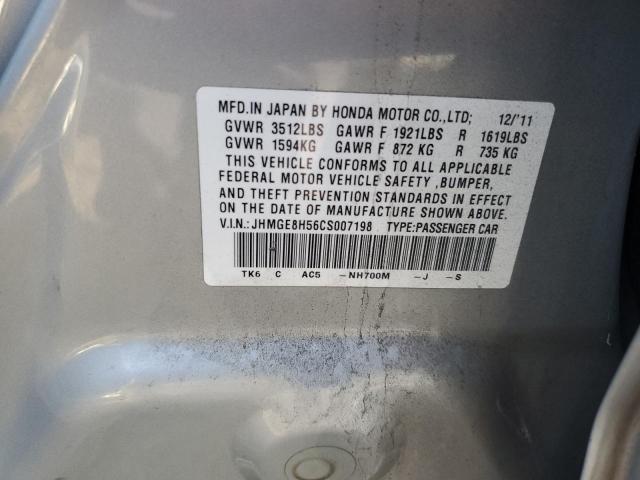 MFD.IN JAPAN BY HONDA MOTOR CO.,LTD; 12/'11
GVWR 3512LBS GAWR F 1921LBS R 1619LBS
GVWR 1594KG GAWR F 872 KG R 735 KG
THIS VEHICLE CONFORMS TO ALL APPLICABLE
FEDERAL MOTOR VEHICLE SAFETY ,BUMPER,
AND THEFT PREVENTION STANDARDS IN EFFECT
ON THE DATE OF MANUFACTURE SHOWN ABOVE.
V.I.N.:JHMGE8H56CS007198 TYPE:PASSENGER CAR
TK6 C AC5 -NH700M -J -S